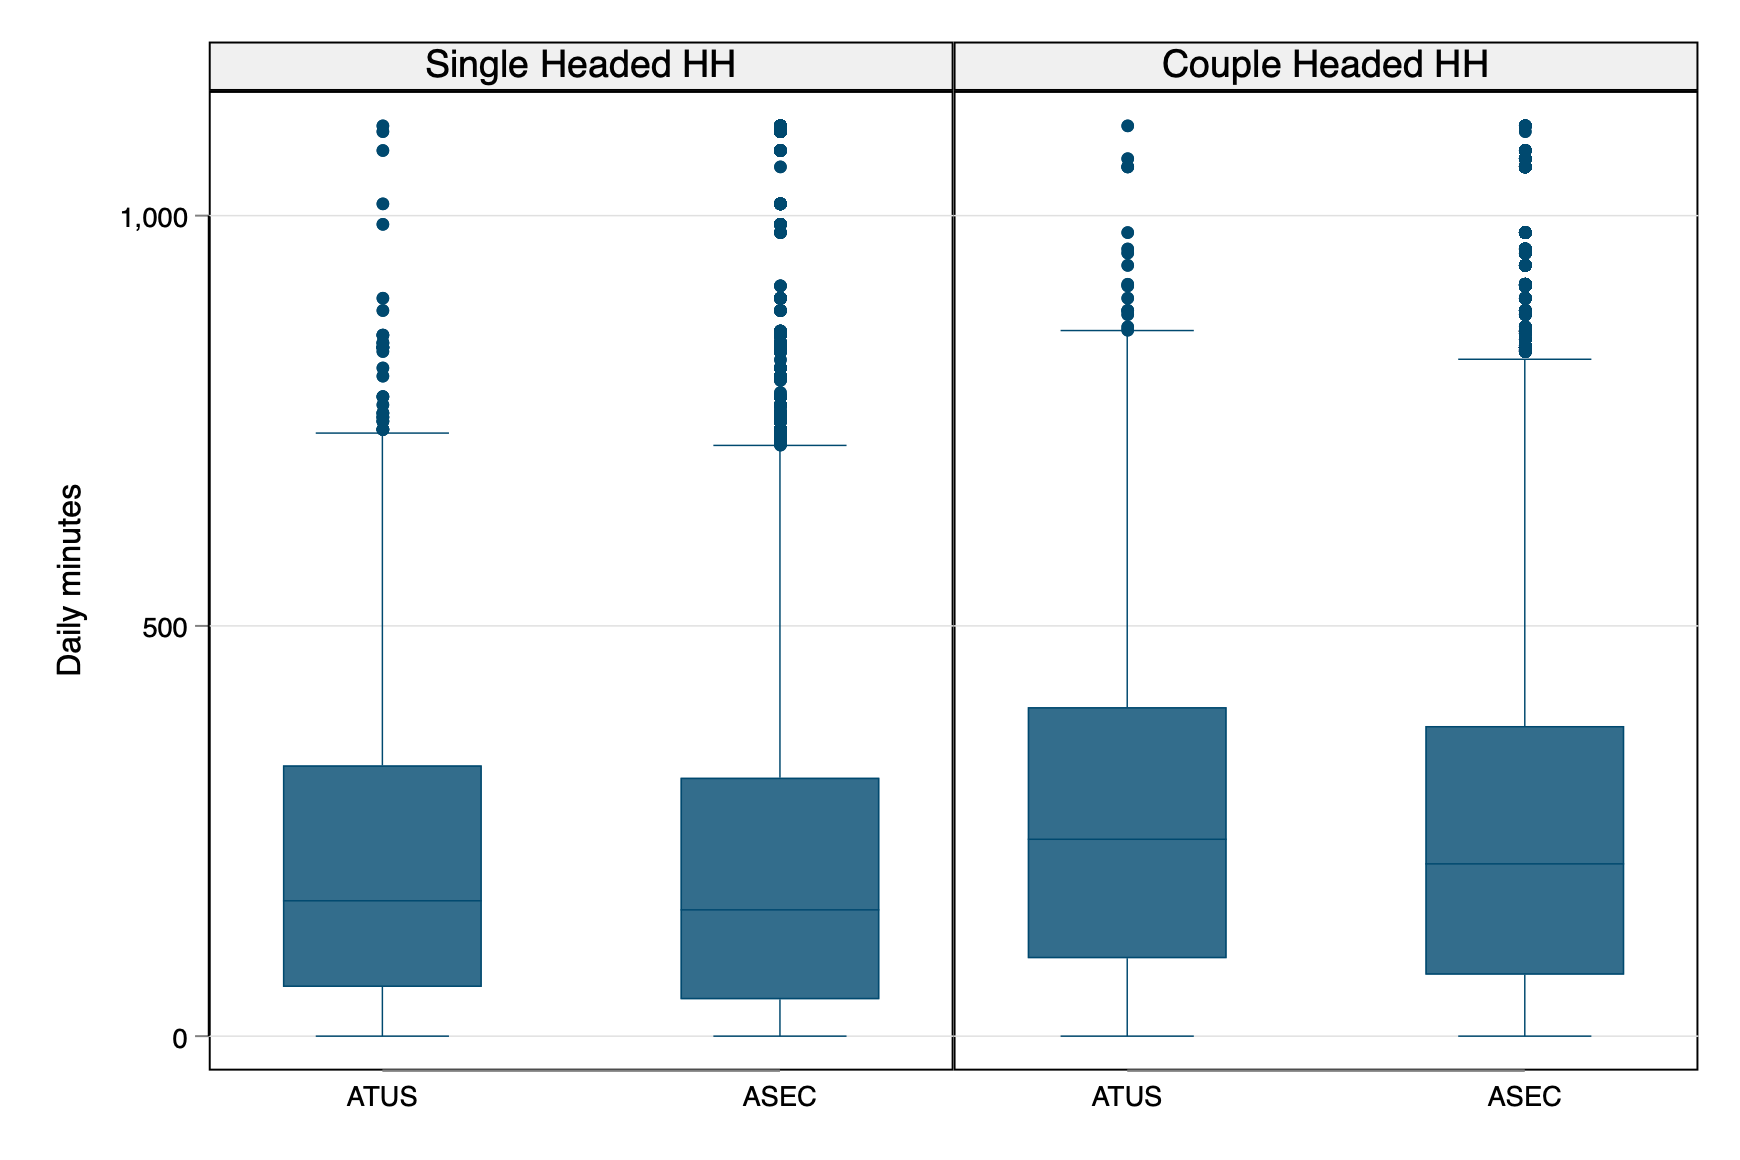 Single Headed HH
Couple Headed HH
Daily minutes
1,000
500
0
ATUS
ASEC
ATUS
ASEC